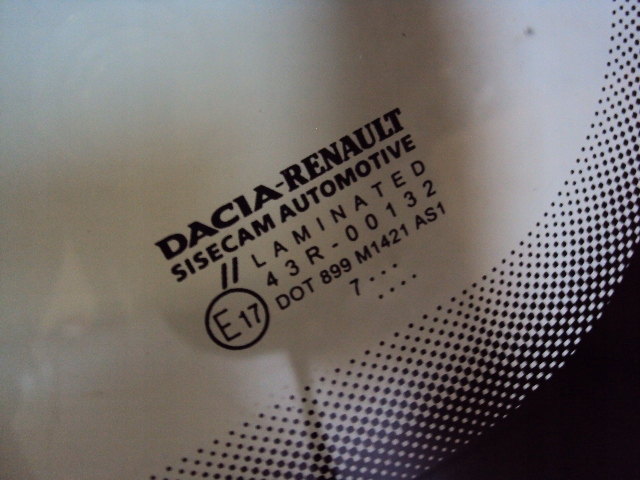 DACIA-RENAULT
SISECAM AUTOMOTIVE
// LAMINATED
43R-00132
E17 DOT 899 M1421 AS1
7 ...
....